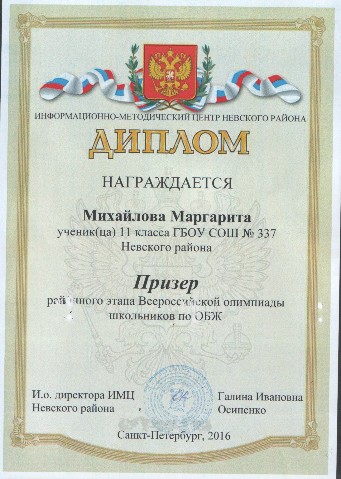 ИНФОРМАЦИОННО-МЕТОДИЧЕСКИЙ ЦЕНТР НЕВСКОГО РАЙОНА
ДИПЛОМ
НАГРАЖДАЕТСЯ
Михайлова Маргарита
ученик(ца) 11 класса ГБОУ СОШ № 337
Невского района
Призер
районного этапа Всероссийской олимпиады
школьников по ОБЖ
И.о. директора ИМЦ
Невского района
Галина Ивановна
Осипенко
Санкт-Петербург, 2016